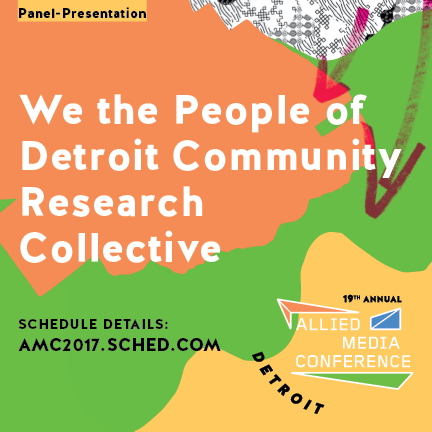 Panel-Presentation
We the People of
Detroit Community
Research
Collective
SCHEDULE DETAILS:
AMC2017.SCHED.COM
19TH ANNUAL
ALLIED
MEDIA
CONFERENCE
DETROIT